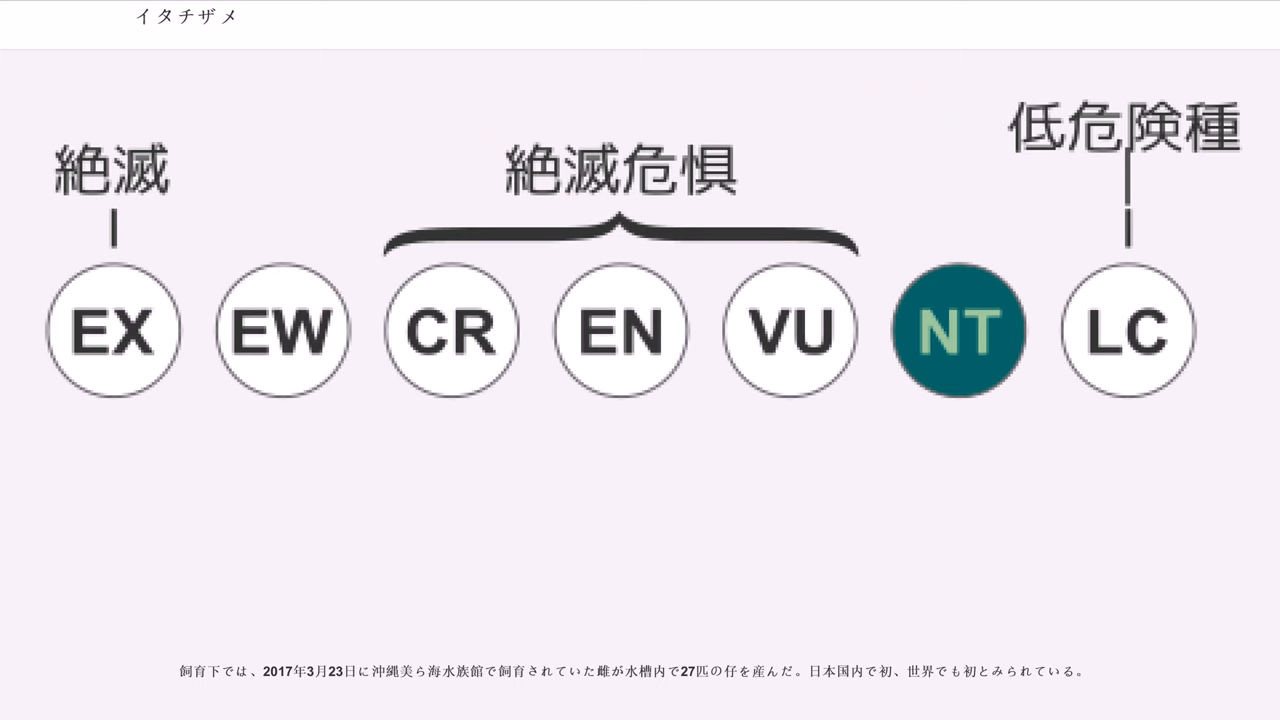 イタチザメ
低危険種
絶滅
絶滅危惧
EX EW CR EN VU NT LC
飼育下では、2017年3月23日に沖縄美ら海水族館で飼育されていた雌が水槽内で27匹の仔を産んだ。日本国内で初、世界でも初とみられている。